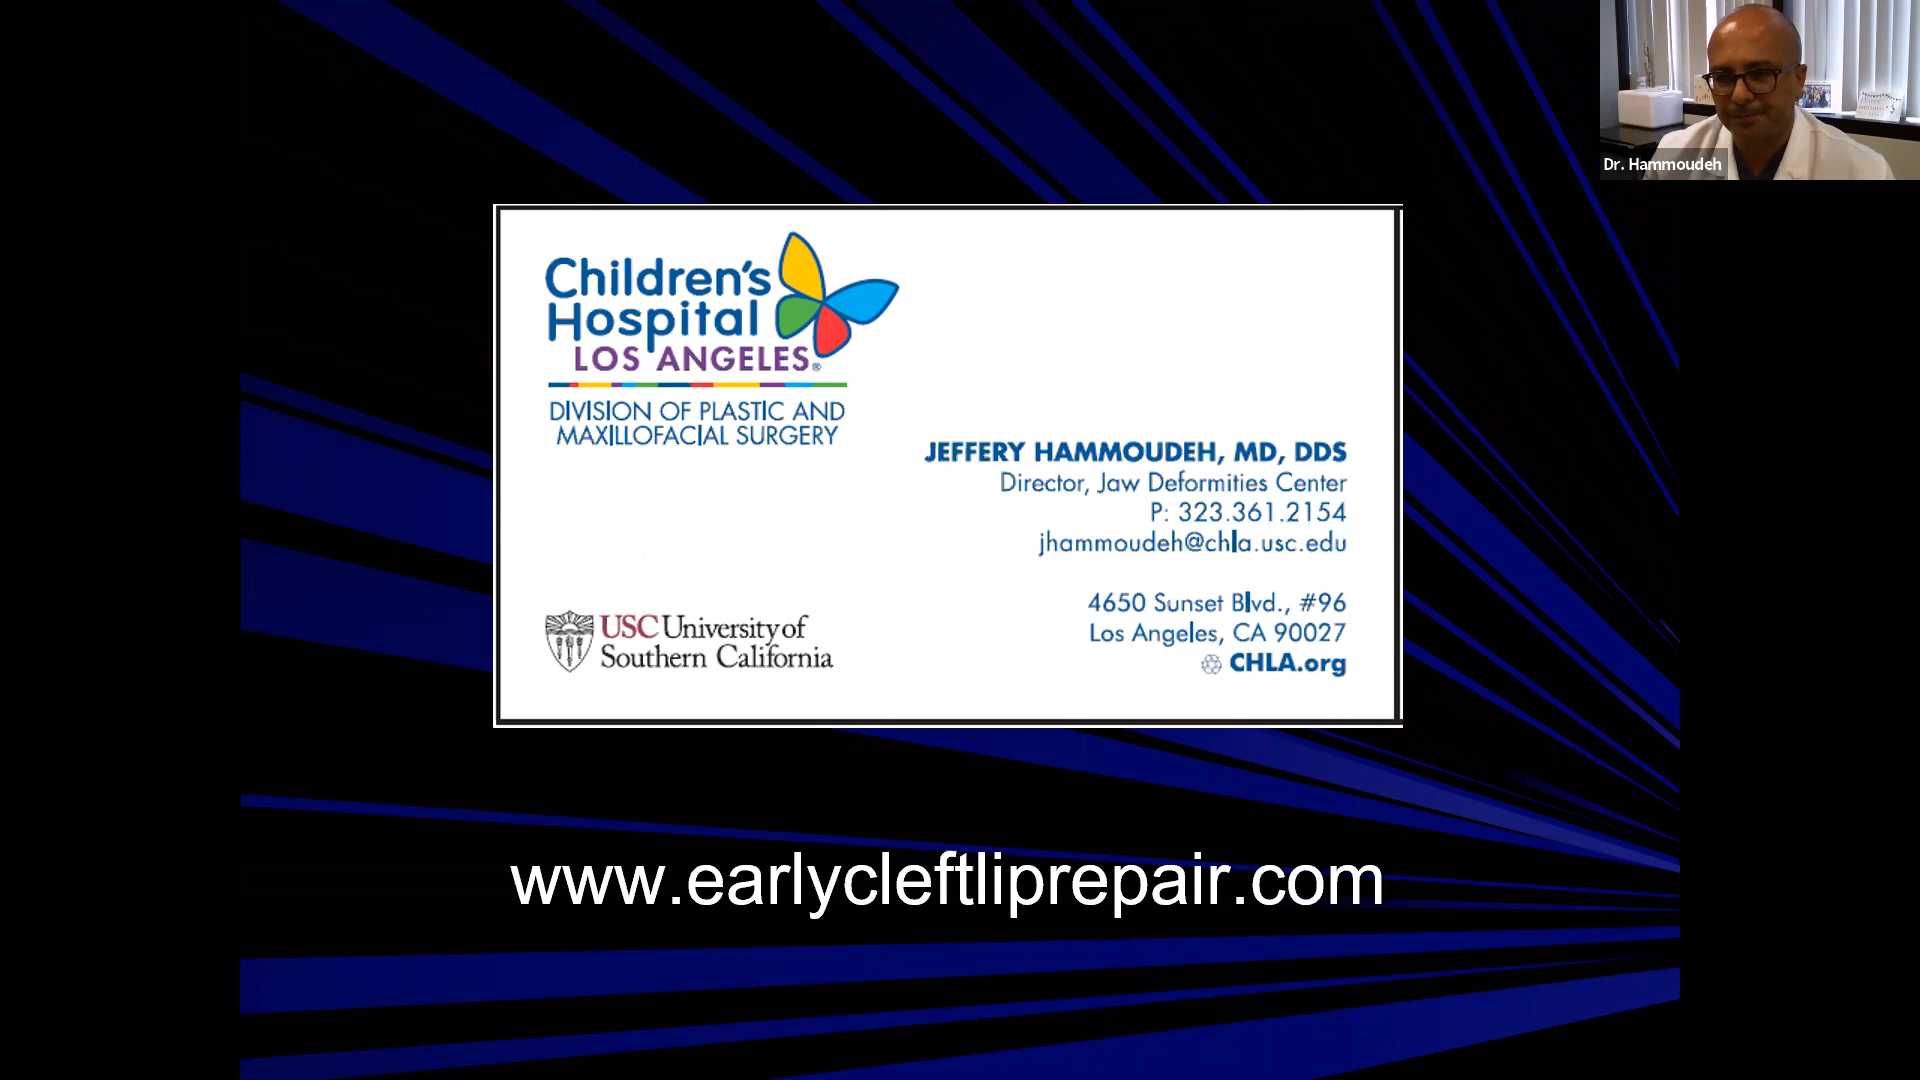 Dr. Hammoudeh
Children's
Hospital
LOS ANGELES®
DIVISION OF PLASTIC AND
MAXILLOFACIAL SURGERY
JEFFERY HAMMOUDEH, MD, DDS
Director, Jaw Deformities Center
P: 323.361.2154
jhammoudeh@chla.usc.edu
4650 Sunset Blvd., #96
Los Angeles, CA 90027
CHLA.org
USC University of
Southern California
www.earlycleftliprepair.com